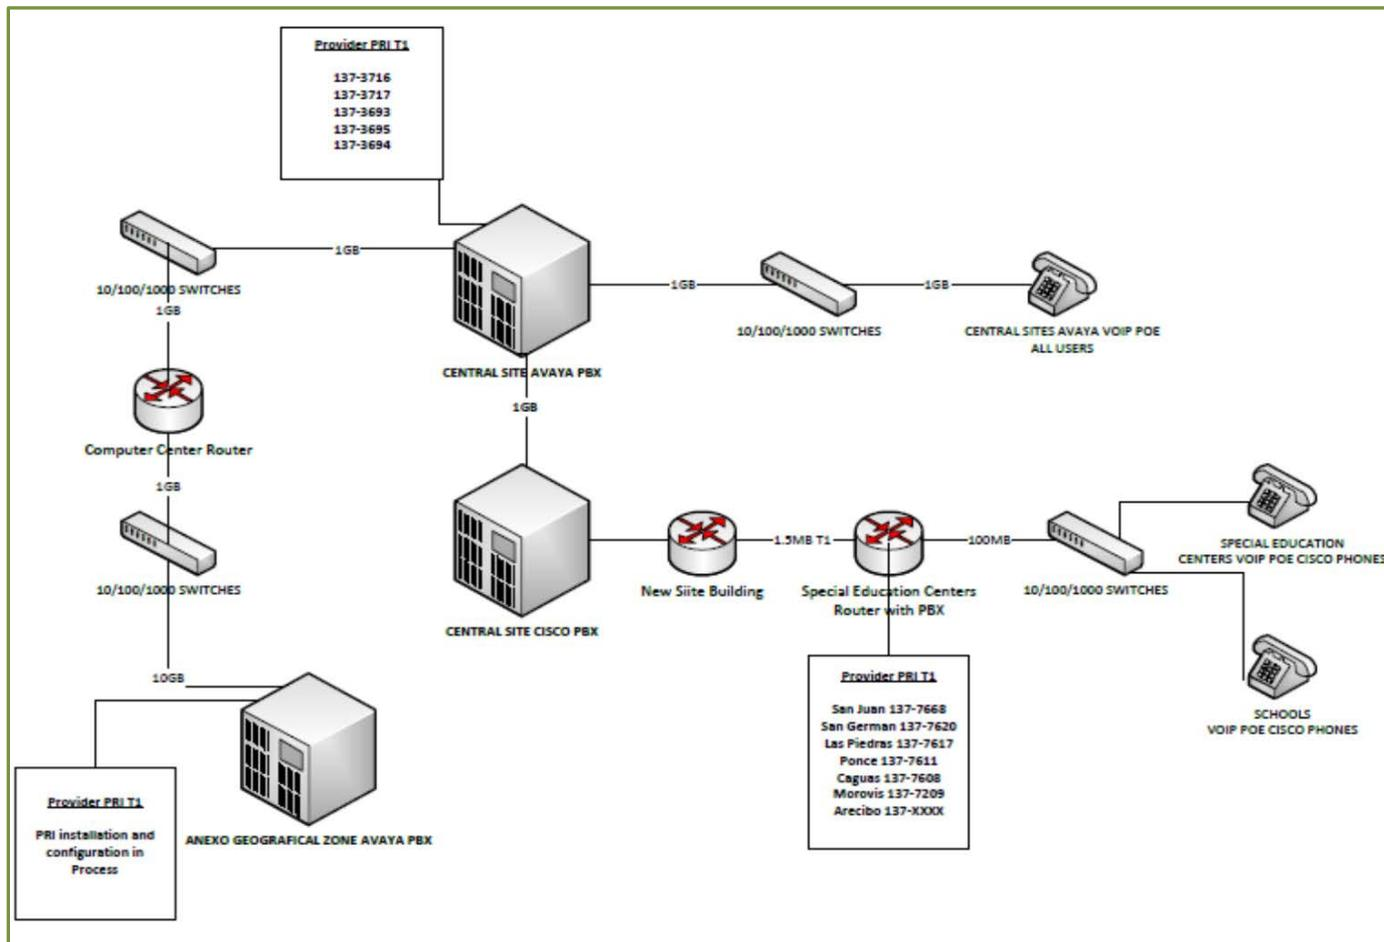 Provider PRI T1
137-3716
137-3717
137-3693
137-3695
137-3694
1GB
1GB
1GB
10/100/1000 SWITCHES
10/100/1000 SWITCHES
CENTRAL SITES AVAYA VOIP POE
ALL USERS
1GB
CENTRAL SITE AVAYA PBX
1GB
Computer Center Router
1GB
10/100/1000 SWITCHES
10GB
CENTRAL SITE CISCO PBX
New Siite Building
1.5MB T1
Special Education Centers
Router with PBX
100MB
10/100/1000 SWITCHES
SPECIAL EDUCATION
CENTERS VOIP POE CISCO PHONES
SCHOOLS
VOIP POE CISCO PHONES
Provider PRI T1
San Juan 137-7668
San German 137-7620
Las Piedras 137-7617
Ponce 137-7611
Caguas 137-7608
Morovis 137-7209
Arecibo 137-XXXX
Provider PRI T1
PRI installation and
configuration in
Process
ANEXO GEOGRAFICAL ZONE AVAYA PBX